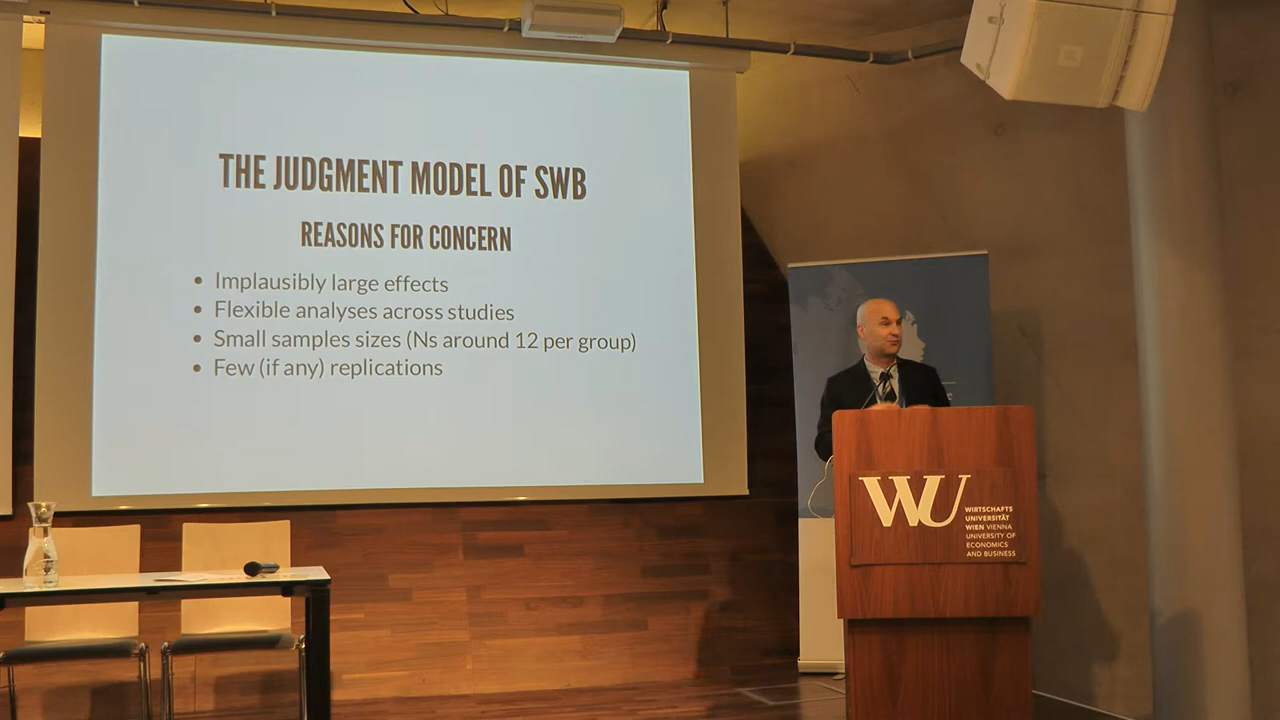 THE JUDGMENT MODEL OF SWB
REASONS FOR CONCERN
• Implausibly large effects
• Flexible analyses across studies
• Small samples sizes (Ns around 12 per group)
• Few (if any) replications
WU
WIRTSCHAFTS
UNIVERSITÄT
WIEN VIENNA
UNIVERSITY OF
ECONOMICS
AND BUSINESS